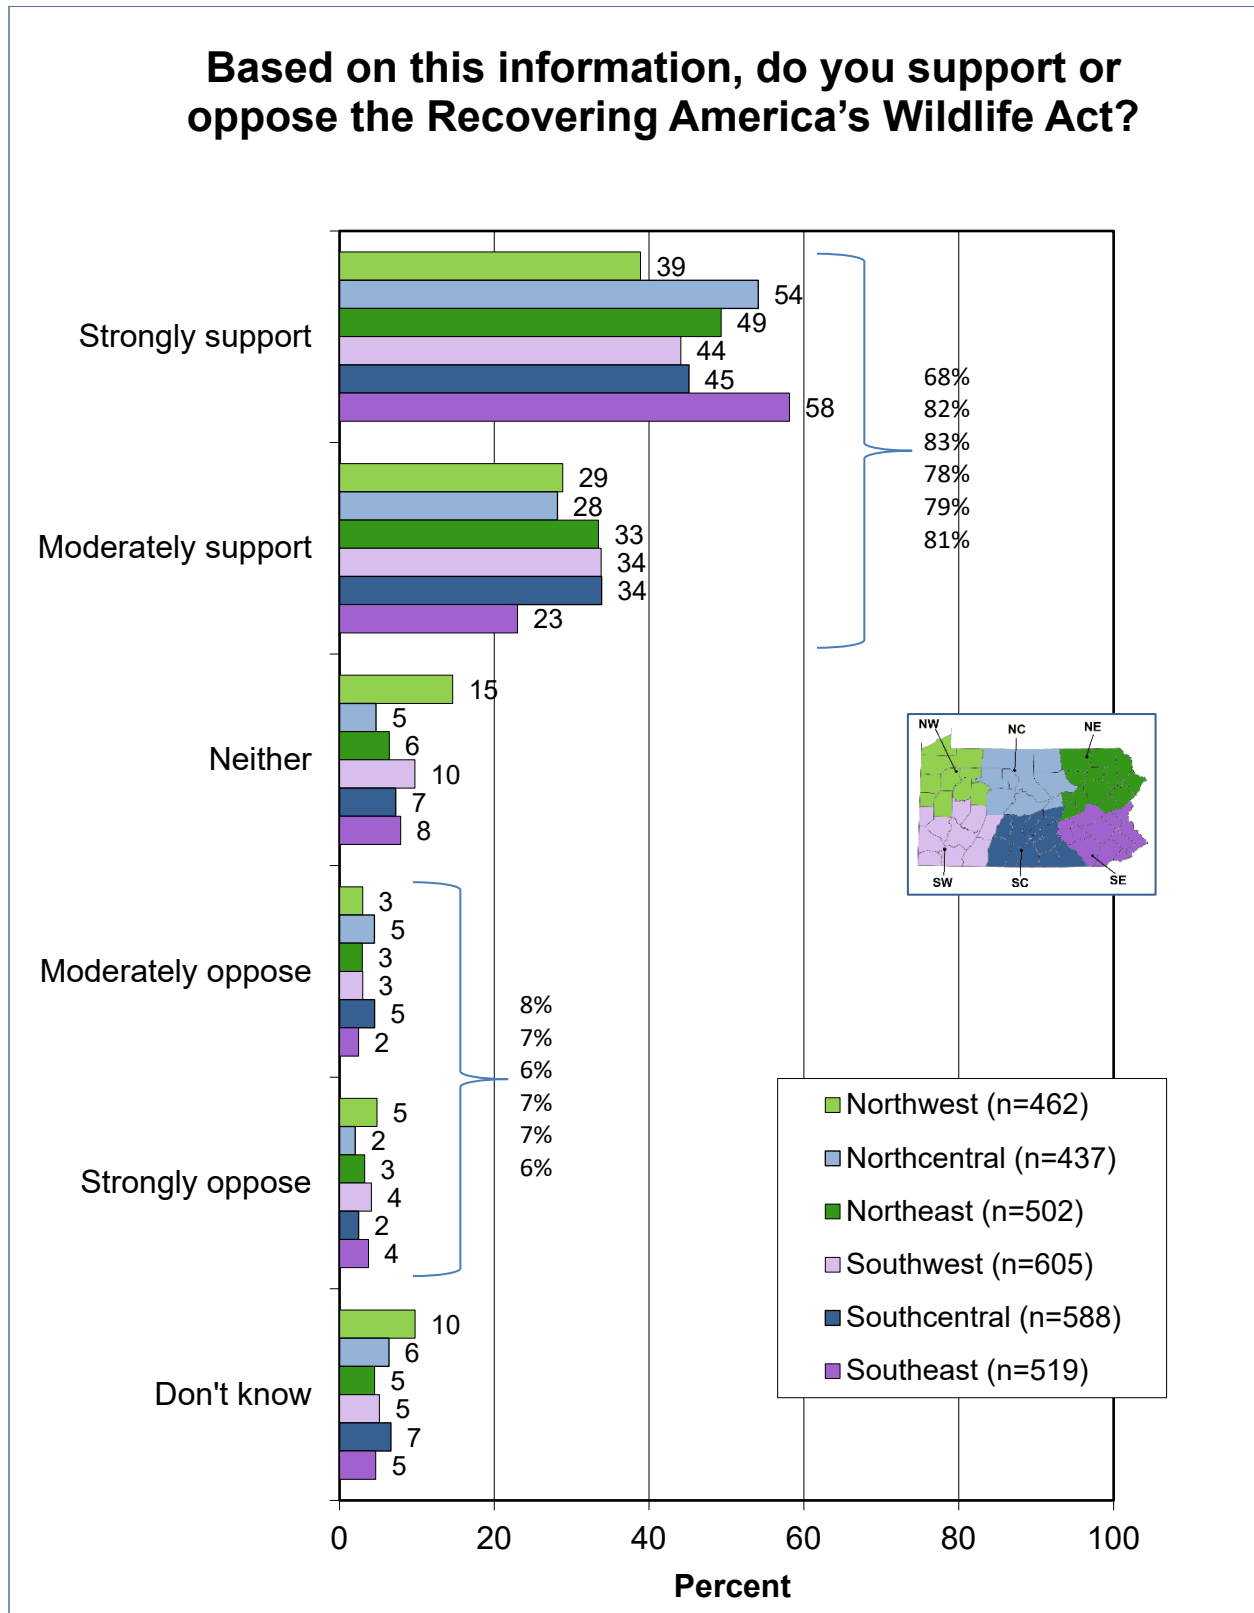 Based on this information, do you support or
oppose the Recovering America’s Wildlife Act?
Strongly support
39
54
49
44
45
58
68%
82%
83%
78%
79%
81%
Moderately support
29
28
33
34
34
23
Neither
15
5
6
10
7
8
NW
NC
NE
SW
SC
SE
Moderately oppose
3
5
3
3
5
2
8%
7%
6%
7%
7%
6%
Strongly oppose
5
2
3
4
2
4
Northwest (n=462)
Northcentral (n=437)
Northeast (n=502)
Southwest (n=605)
Southcentral (n=588)
Southeast (n=519)
Don't know
10
6
5
5
7
5
0 20 40 60 80 100
Percent